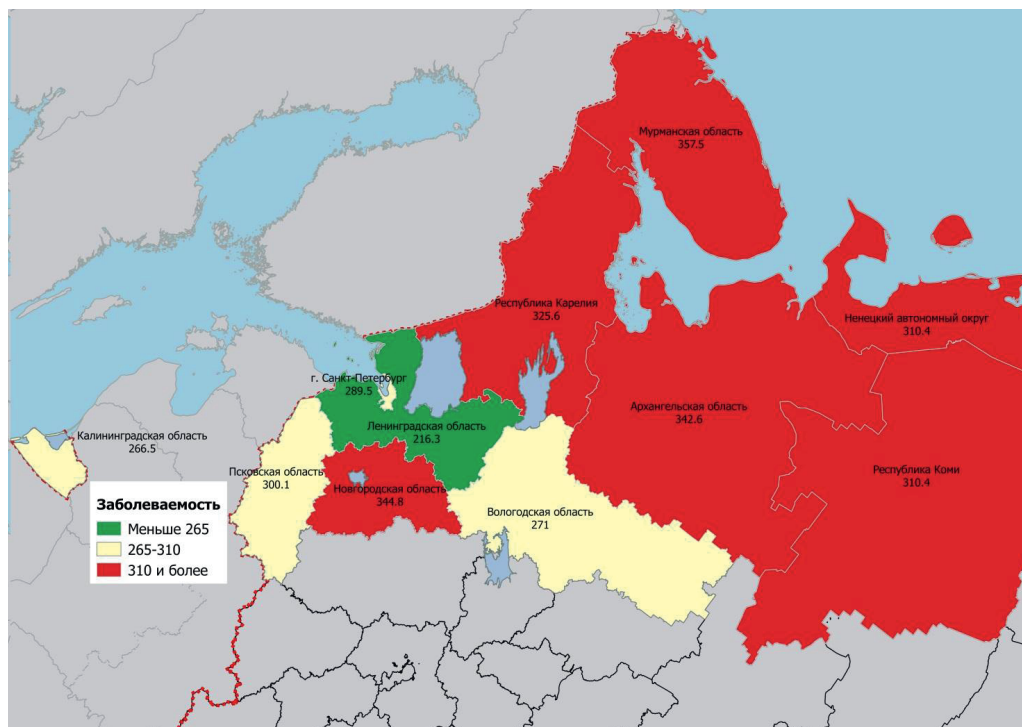 Мурманская область
357.5
Республика Карелия
325.6
Ненецкий автономный округ
310.4
г. Санкт-Петербург
289.5
Архангельская область
342.6
Ленинградская область
216.3
Калининградская область
266.5
Псковская область
300.1
Новгородская область
344.8
Республика Коми
310.4
Вологодская область
271
Заболеваемость
Меньше 265
265-310
310 и более